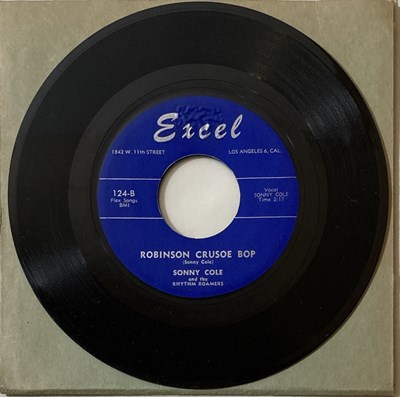 Excel
1842 W. 11th STREET
LOS ANGELES 6, CAL.
124-B
Flex Songs
BMI
Vocal
SONNY COLE
Time 2:17
ROBINSON CRUSOE BOP
(Sonny Cole)
SONNY COLE
and the
RHYTHM ROAMERS